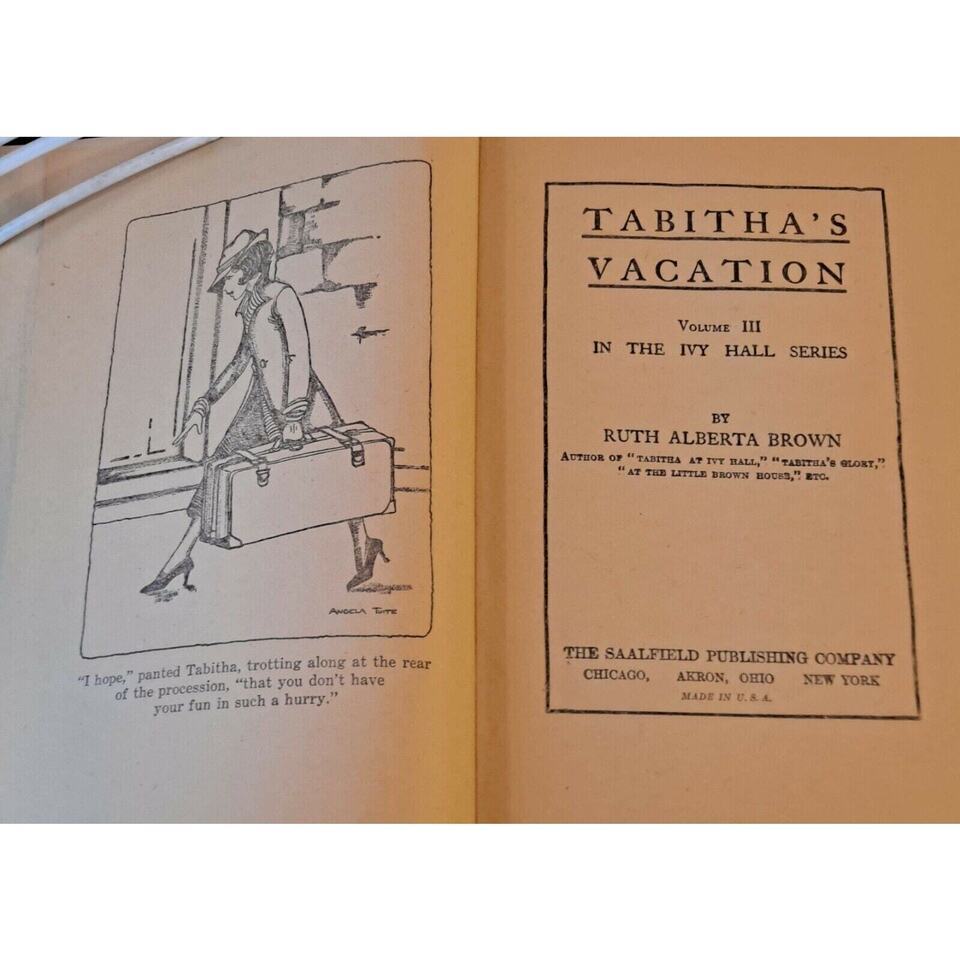 ANGELA TUITE
"I hope," panted Tabitha, trotting along at the rear
of the procession, "that you don't have
your fun in such a hurry."
TABITHA'S
VACATION
VOLUME III
IN THE IVY HALL SERIES
BY
RUTH ALBERTA BROWN
AUTHOR OF "TABITHA AT IVY HALL," "TABITHA'S GLORY,"
"AT THE LITTLE BROWN HOUSE," ETC.
THE SAALFIELD PUBLISHING COMPANY
CHICAGO, AKRON, OHIO NEW YORK
MADE IN U. S. A.